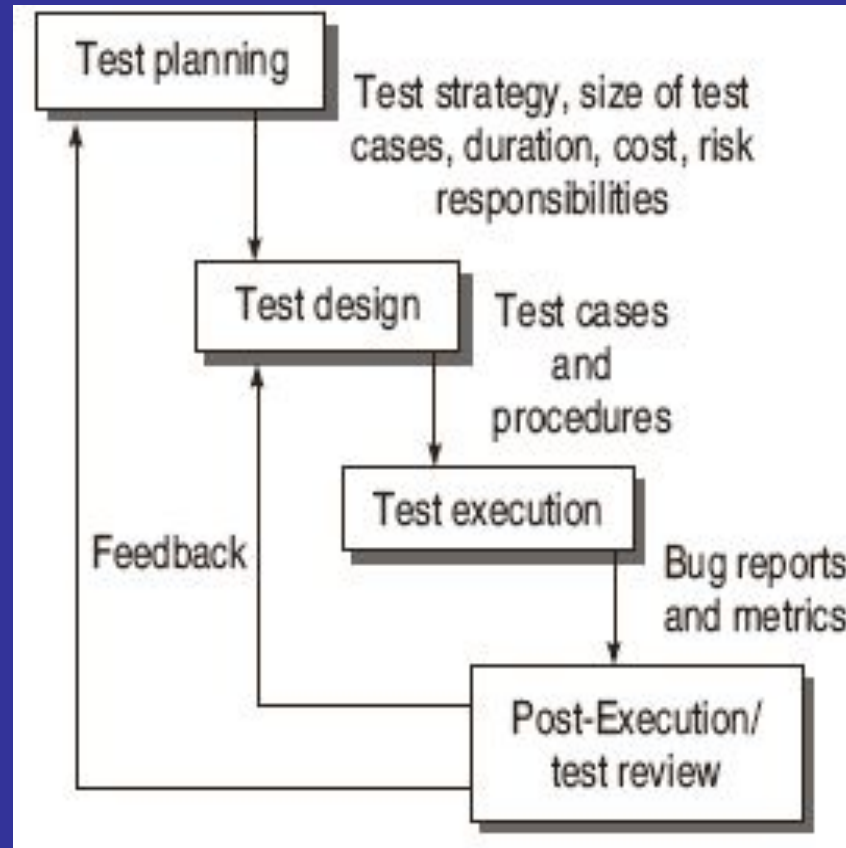 Test planning
Test strategy, size of test
cases, duration, cost, risk
responsibilities
Test design
Test cases
and
procedures
Test execution
Feedback
Bug reports
and metrics
Post-Execution/
test review